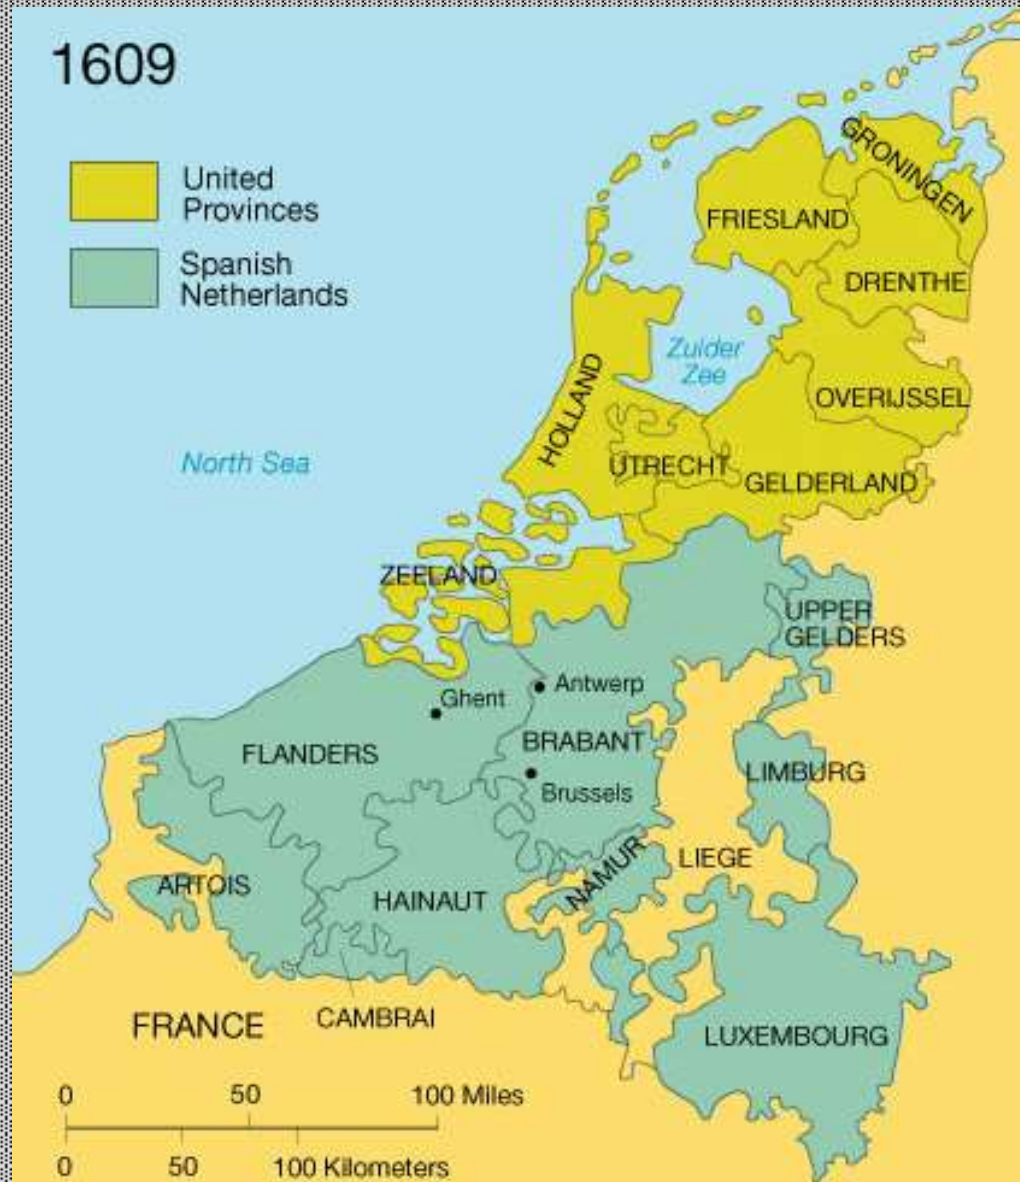 1609
United
Provinces
Spanish
Netherlands
GRONINGEN
FRIESLAND
DRENTHE
Zuider
Zee
HOLLAND
OVERIJSSEL
North Sea
UTRECHT
GELDERLAND
ZEELAND
UPPER
GELDERS
Ghent
Antwerp
FLANDERS
BRABANT
LIMBURG
Brussels
LIEGE
NAMUR
ARTOIS
HAINAUT
FRANCE
CAMBRAI
LUXEMBOURG
0 50 100 Miles
0 50 100 Kilometers